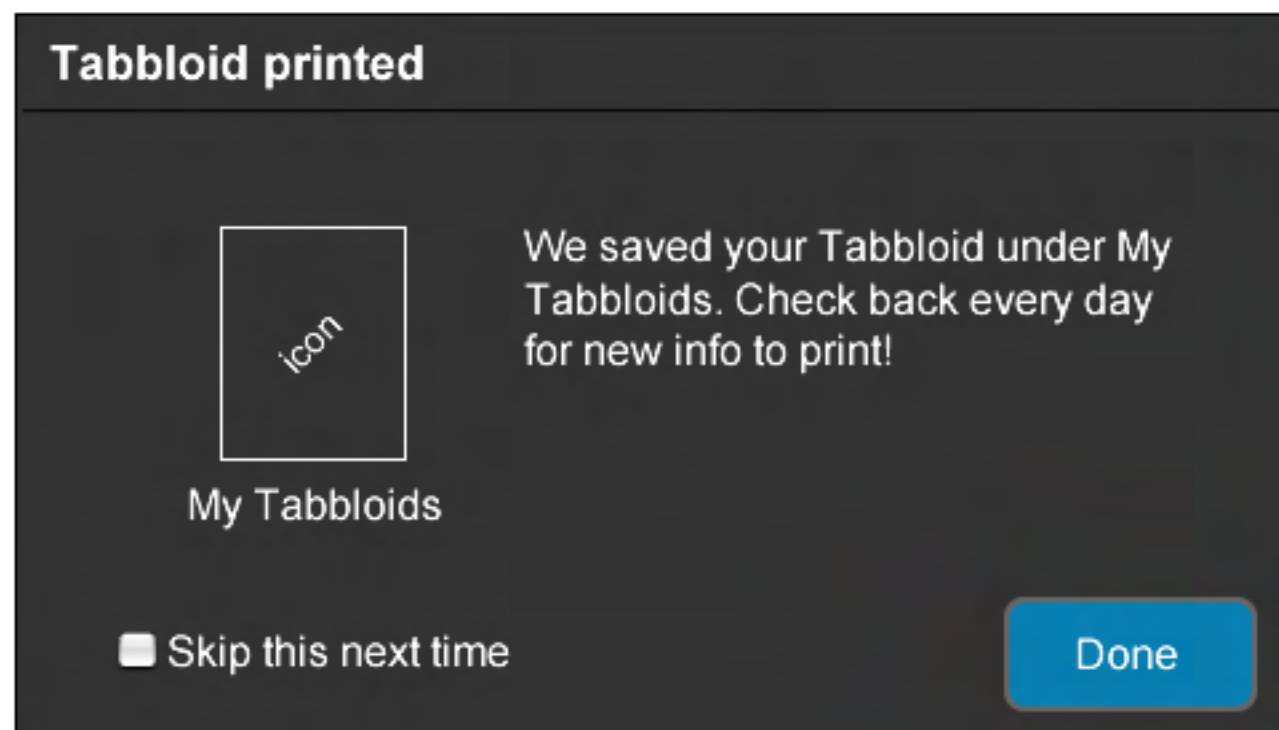 Tabbloid printed
We saved your Tabbloid under My
Tabbloids. Check back every day
for new info to print!
icon
My Tabbloids
Skip this next time
Done